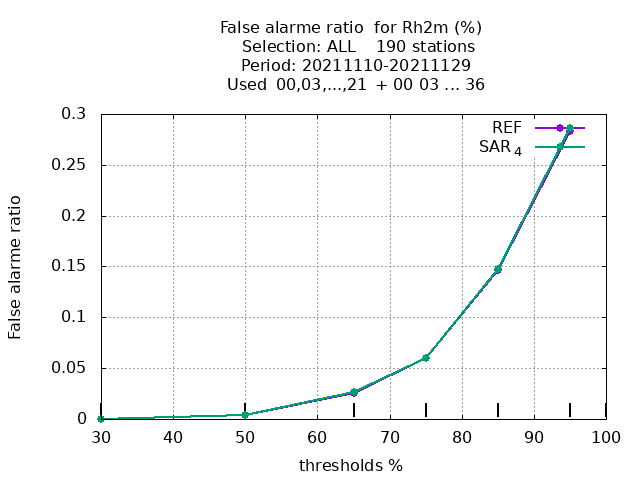 False alarme ratio  for Rh2m (%)
Selection: ALL    190 stations
Period: 20211110-20211129
Used  00,03,...,21  + 00 03 ... 36
REF
SAR 4
0.3
0.25
0.2
0.15
0.1
0.05
0
False alarme ratio
30 40 50 60 70 80 90 100
thresholds %